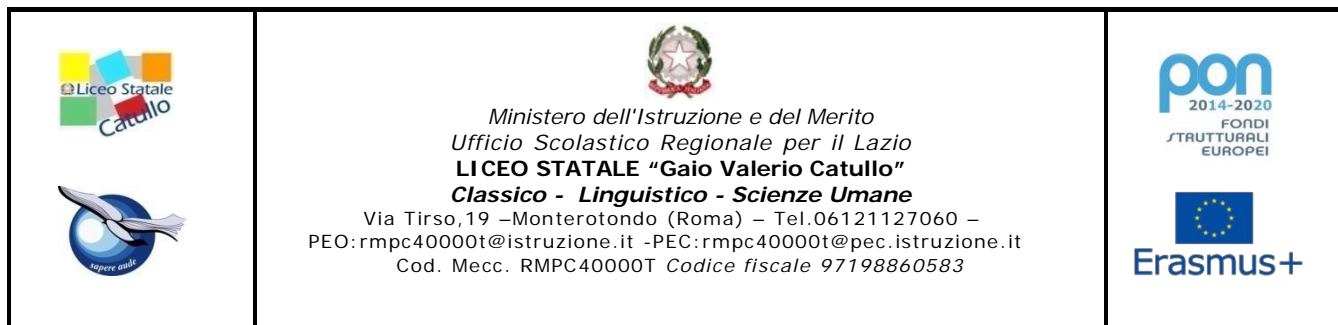 Liceo Statale
Catullo
sapere aude
Ministero dell'Istruzione e del Merito
Ufficio Scolastico Regionale per il Lazio
LICEO STATALE “Gaio Valerio Catullo”
Classico - Linguistico - Scienze Umane
Via Tirso,19 –Monterotondo (Roma) – Tel.06121127060 –
PEO:rmpc40000t@istruzione.it -PEC:rmpc40000t@pec.istruzione.it
Cod. Mecc. RMPC40000T Codice fiscale 97198860583
pon
2014-2020
FONDI
STRUTTURALI
EUROPEI
Erasmus+